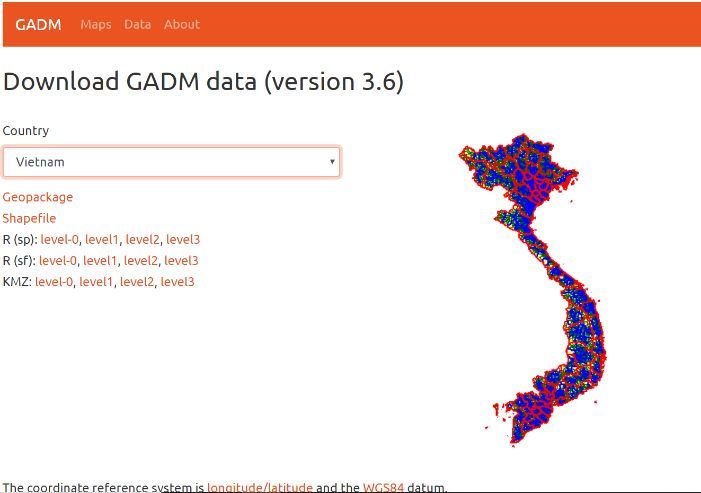 GADM Maps Data About
Download GADM data (version 3.6)
Country
Vietnam
Geopackage
Shapefile
R (sp): level-0, level1, level2, level3
R (sf): level-0, level1, level2, level3
KMZ: level-0, level1, level2, level3
The coordinate reference system is longitude/latitude and the WGS84 datum.